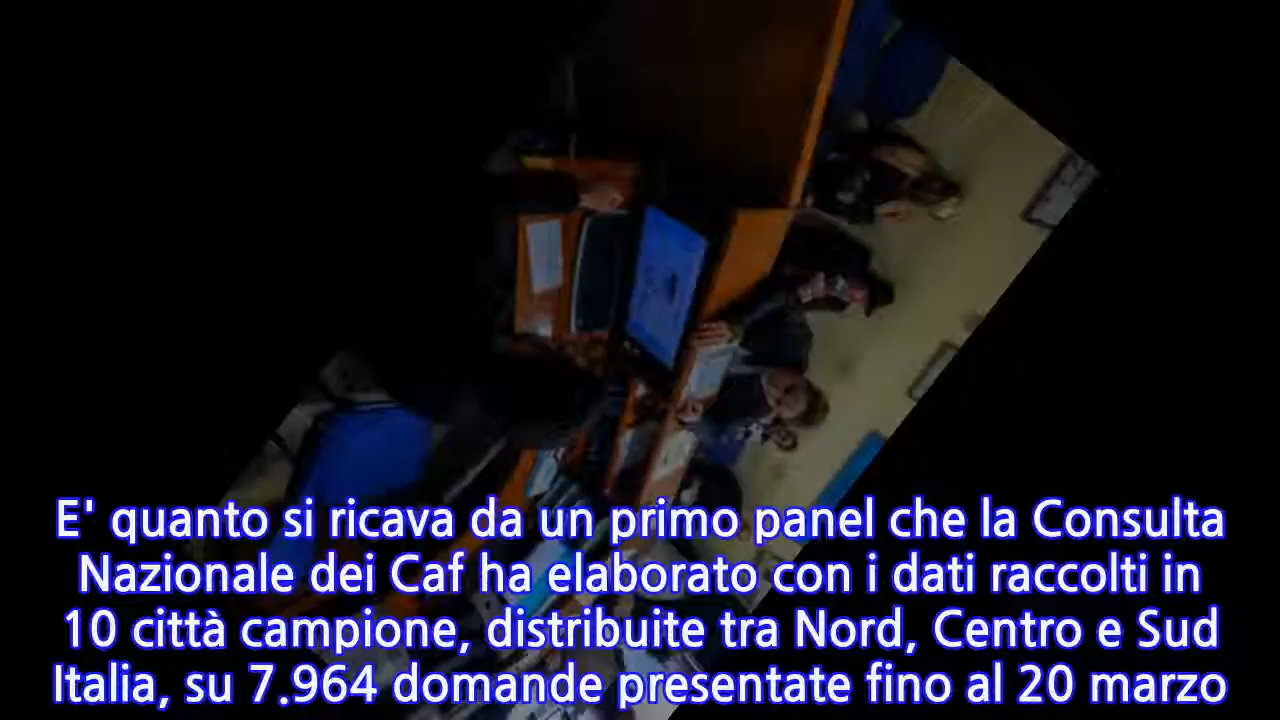 E' quanto si ricava da un primo panel che la Consulta
Nazionale dei Caf ha elaborato con i dati raccolti in
10 città campione, distribuite tra Nord, Centro e Sud
Italia, su 7.964 domande presentate fino al 20 marzo